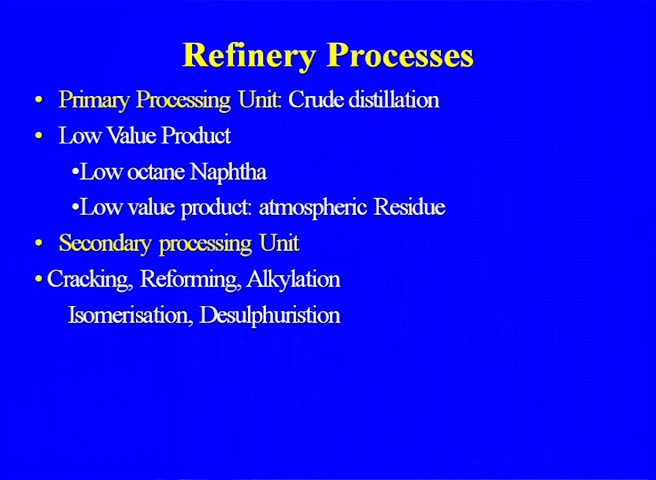 Refinery Processes
• Primary Processing Unit: Crude distillation
• Low Value Product
•Low octane Naphtha
•Low value product: atmospheric Residue
• Secondary processing Unit
• Cracking, Reforming, Alkylation
Isomerisation, Desulphuristion